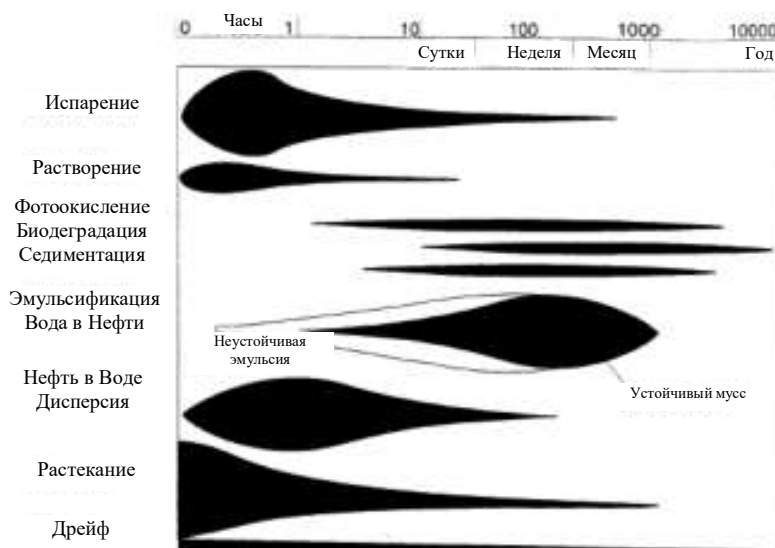 0 Часы 1 10 100 1000 10000
Сутки Неделя Месяц Год
Испарение
Растворение
Фотоокисление
Биодеградация
Седиментация
Эмульсификация
Вода в Нефти
Неустойчивая
эмульсия
Нефть в Воде
Дисперсия
Устойчивый мусс
Растекание
Дрейф